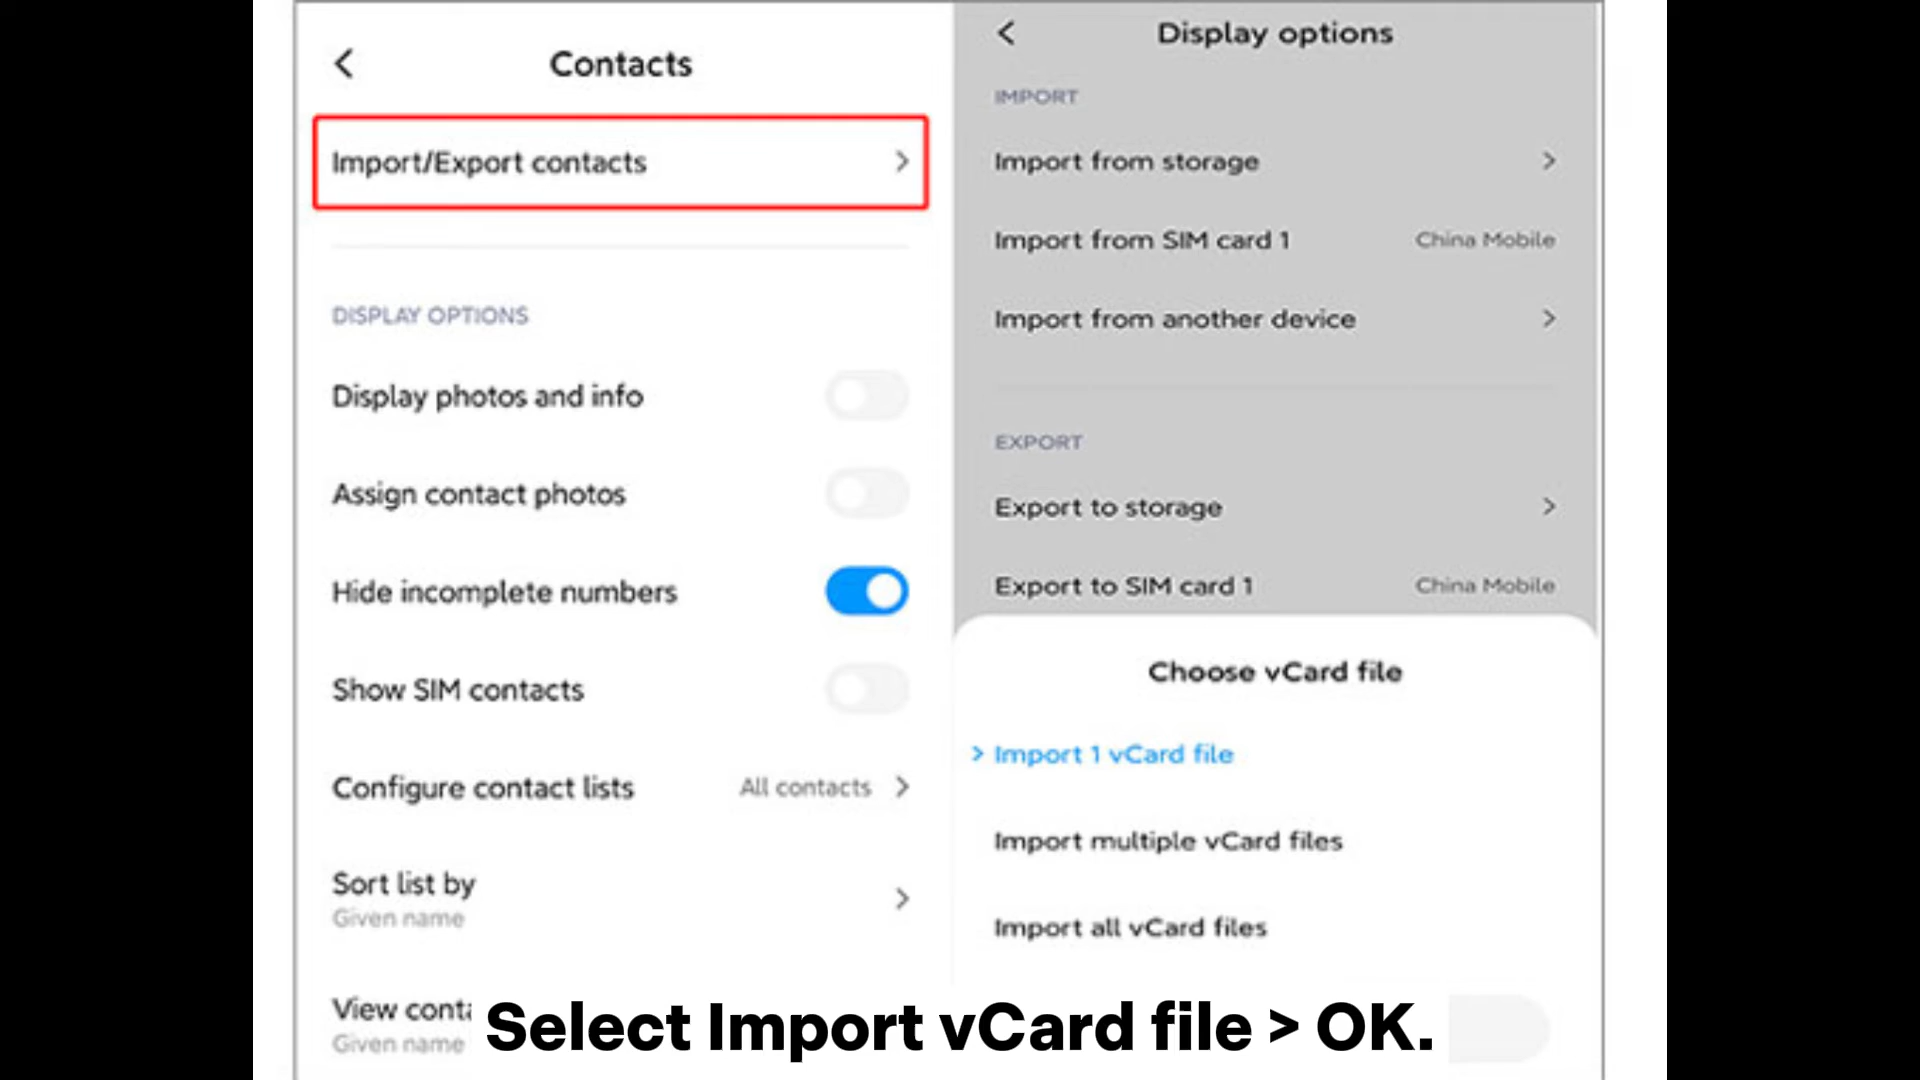 Contacts
Import/Export contacts
DISPLAY OPTIONS
Display photos and info
Assign contact photos
Hide incomplete numbers
Show SIM contacts
Configure contact lists All contacts
Sort list by
Given name
View conta
Given name
Display options
IMPORT
Import from storage
Import from SIM card 1 China Mobile
Import from another device
EXPORT
Export to storage
Export to SIM card 1 China Mobile
Choose vCard file
> Import 1 vCard file
Import multiple vCard files
Import all vCard files
Select Import vCard file > OK.